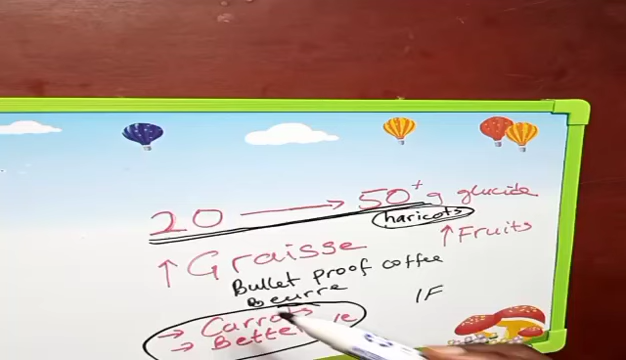 20 → 50+g glucide
haricots
↑ Fruits
↑ Graisse
Bullet proof coffee
Beurre
IF
→ Carro
→ Bette